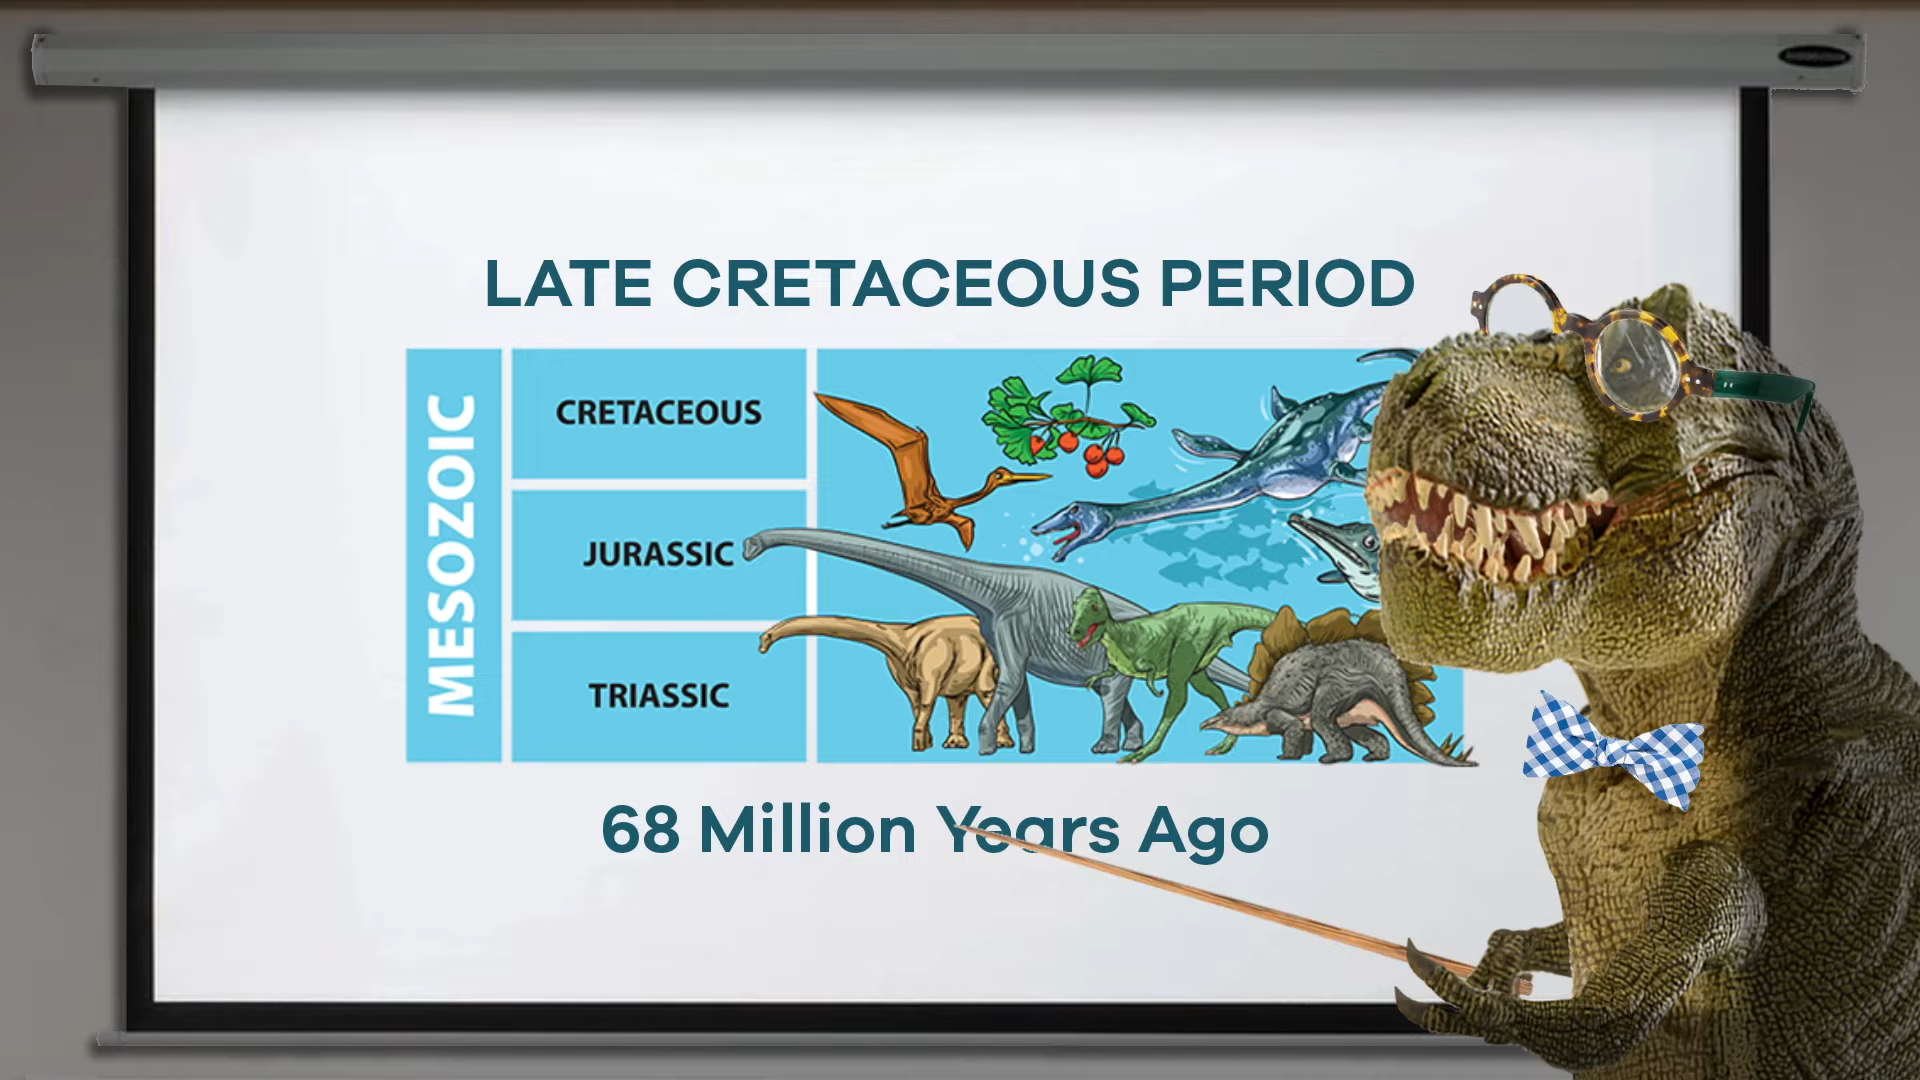 LATE CRETACEOUS PERIOD
MESOZOIC
CRETACEOUS
JURASSIC
TRIASSIC
68 Million Years Ago